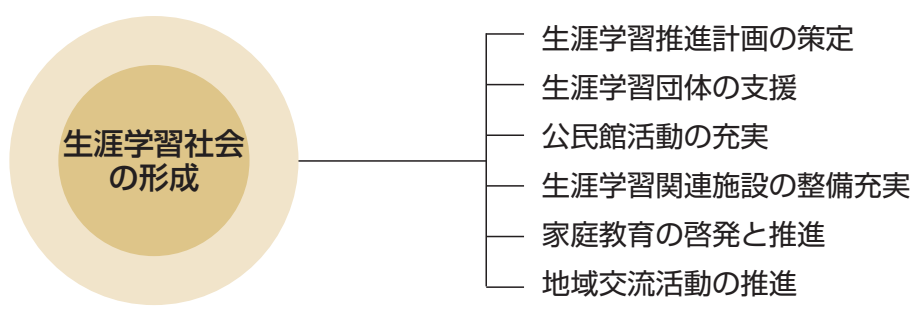 生涯学習社会
の形成
生涯学習推進計画の策定
生涯学習団体の支援
公民館活動の充実
生涯学習関連施設の整備充実
家庭教育の啓発と推進
地域交流活動の推進